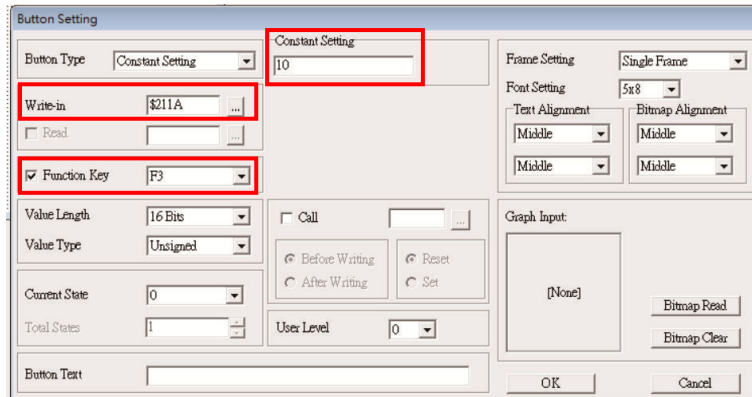 Button Setting
Button Type
Constant Setting
Constant Setting
10
Write-in
$211A
...
Read
...
Function Key
F3
Value Length
16 Bits
Value Type
Unsigned
Current State
0
Total States
1
Call
...
Before Writing
After Writing
Reset
Set
User Level
0
Button Text
Frame Setting
Single Frame
Font Setting
5x8
Text Alignment
Middle
Middle
Bitmap Alignment
Middle
Middle
Graph Input:
[None]
Bitmap Read
Bitmap Clear
OK
Cancel